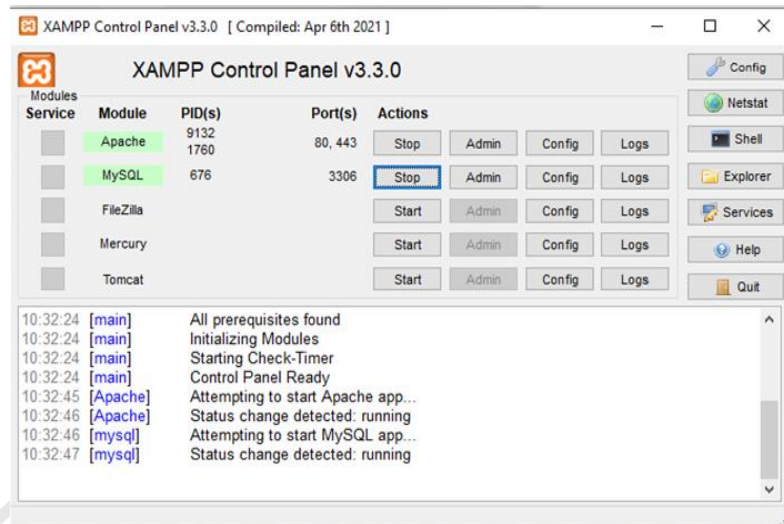 XAMPP Control Panel v3.3.0 [ Compiled: Apr 6th 2021 ]
XAMPP Control Panel v3.3.0
Config
Modules
Service Module PID(s) Port(s) Actions
Netstat
Apache 9132 1760 80, 443 Stop Admin Config Logs
Shell
MySQL 676 3306 Stop Admin Config Logs
Explorer
FileZilla Start Admin Config Logs
Services
Mercury Start Admin Config Logs
Help
Tomcat Start Admin Config Logs
Quit
10:32:24 [main] All prerequisites found
10:32:24 [main] Initializing Modules
10:32:24 [main] Starting Check-Timer
10:32:24 [main] Control Panel Ready
10:32:45 [Apache] Attempting to start Apache app...
10:32:46 [Apache] Status change detected: running
10:32:46 [mysql] Attempting to start MySQL app...
10:32:47 [mysql] Status change detected: running